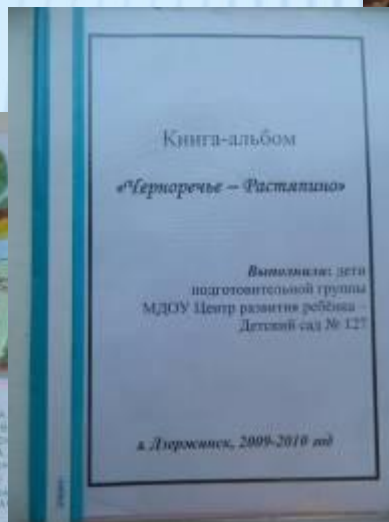 Книга-альбом
«Черноречье – Растяпино»
Выполнили: дети
подготовительной группы
МДОУ Центр развития ребёнка –
Детский сад № 127
г. Дзержинск, 2009-2010 год